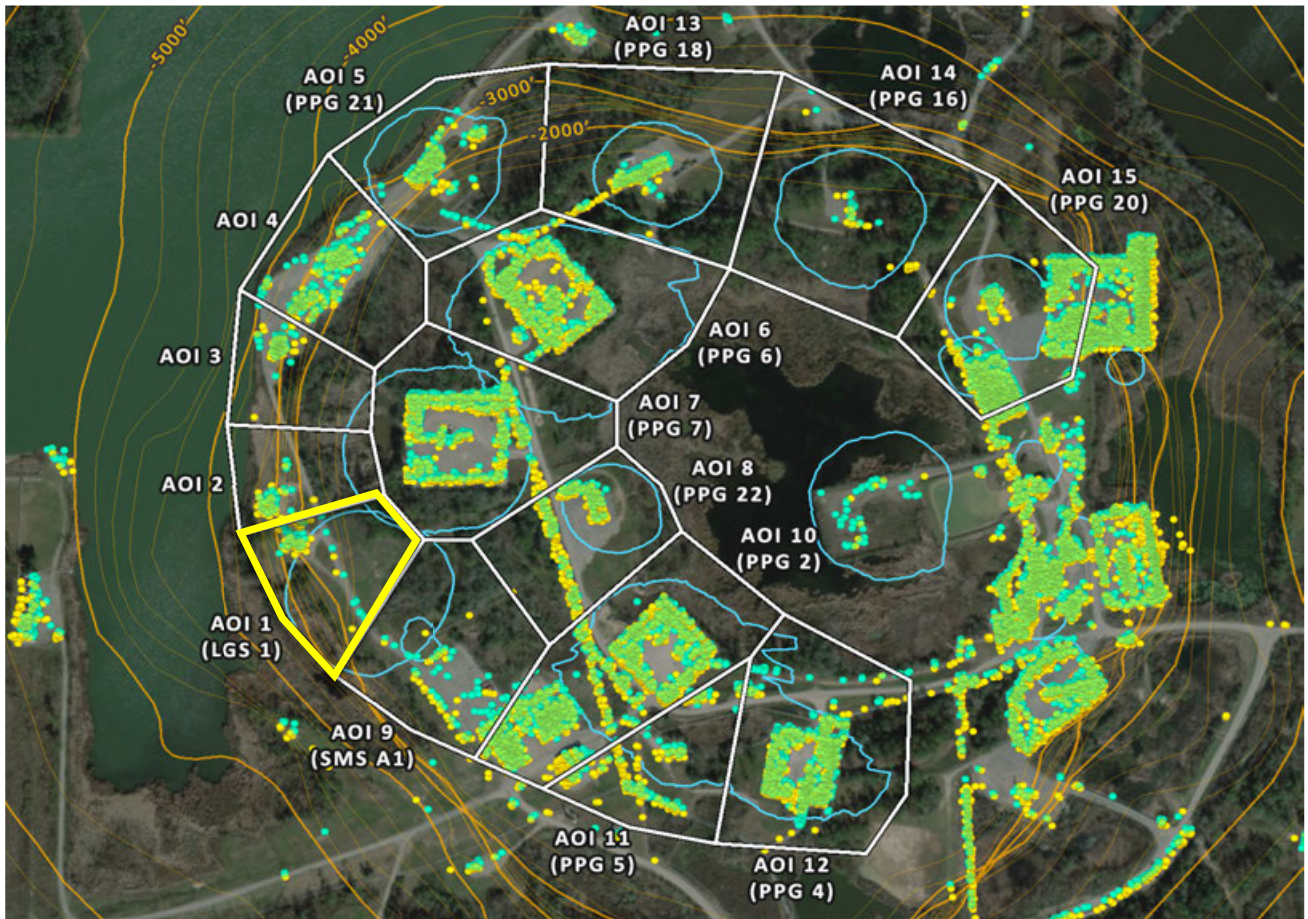 -5000'
-4000'
AOI 13
(PPG 18)
AOI 5
(PPG 21)
AOI 14
(PPG 16)
-3000'
-2000'
AOI 15
(PPG 20)
AOI 4
AOI 3
AOI 6
(PPG 6)
AOI 7
(PPG 7)
AOI 2
AOI 8
(PPG 22)
AOI 10
(PPG 2)
AOI 1
(LGS 1)
AOI 9
(SMS A1)
AOI 11
(PPG 5)
AOI 12
(PPG 4)